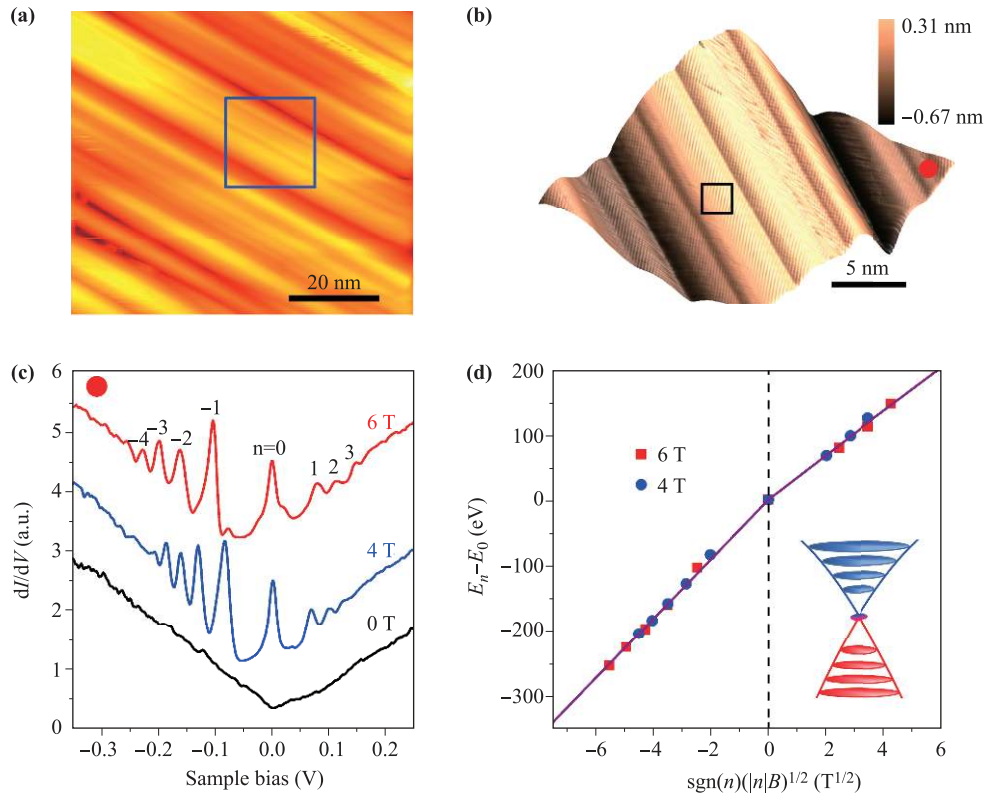 (a)
20 nm
(b)
0.31 nm
−0.67 nm
5 nm
(c)
6
5
4
3
2
1
0
dI/dV (a.u.)
−4
−3
−2
−1
n=0
1
2
3
6 T
4 T
0 T
−0.3
−0.2
−0.1
0.0
0.1
0.2
Sample bias (V)
(d)
200
100
0
−100
−200
−300
Eₙ−E₀ (eV)
6 T
4 T
−6
−4
−2
0
2
4
6
sgn(n)(|n|B)¹/² (T¹/²)